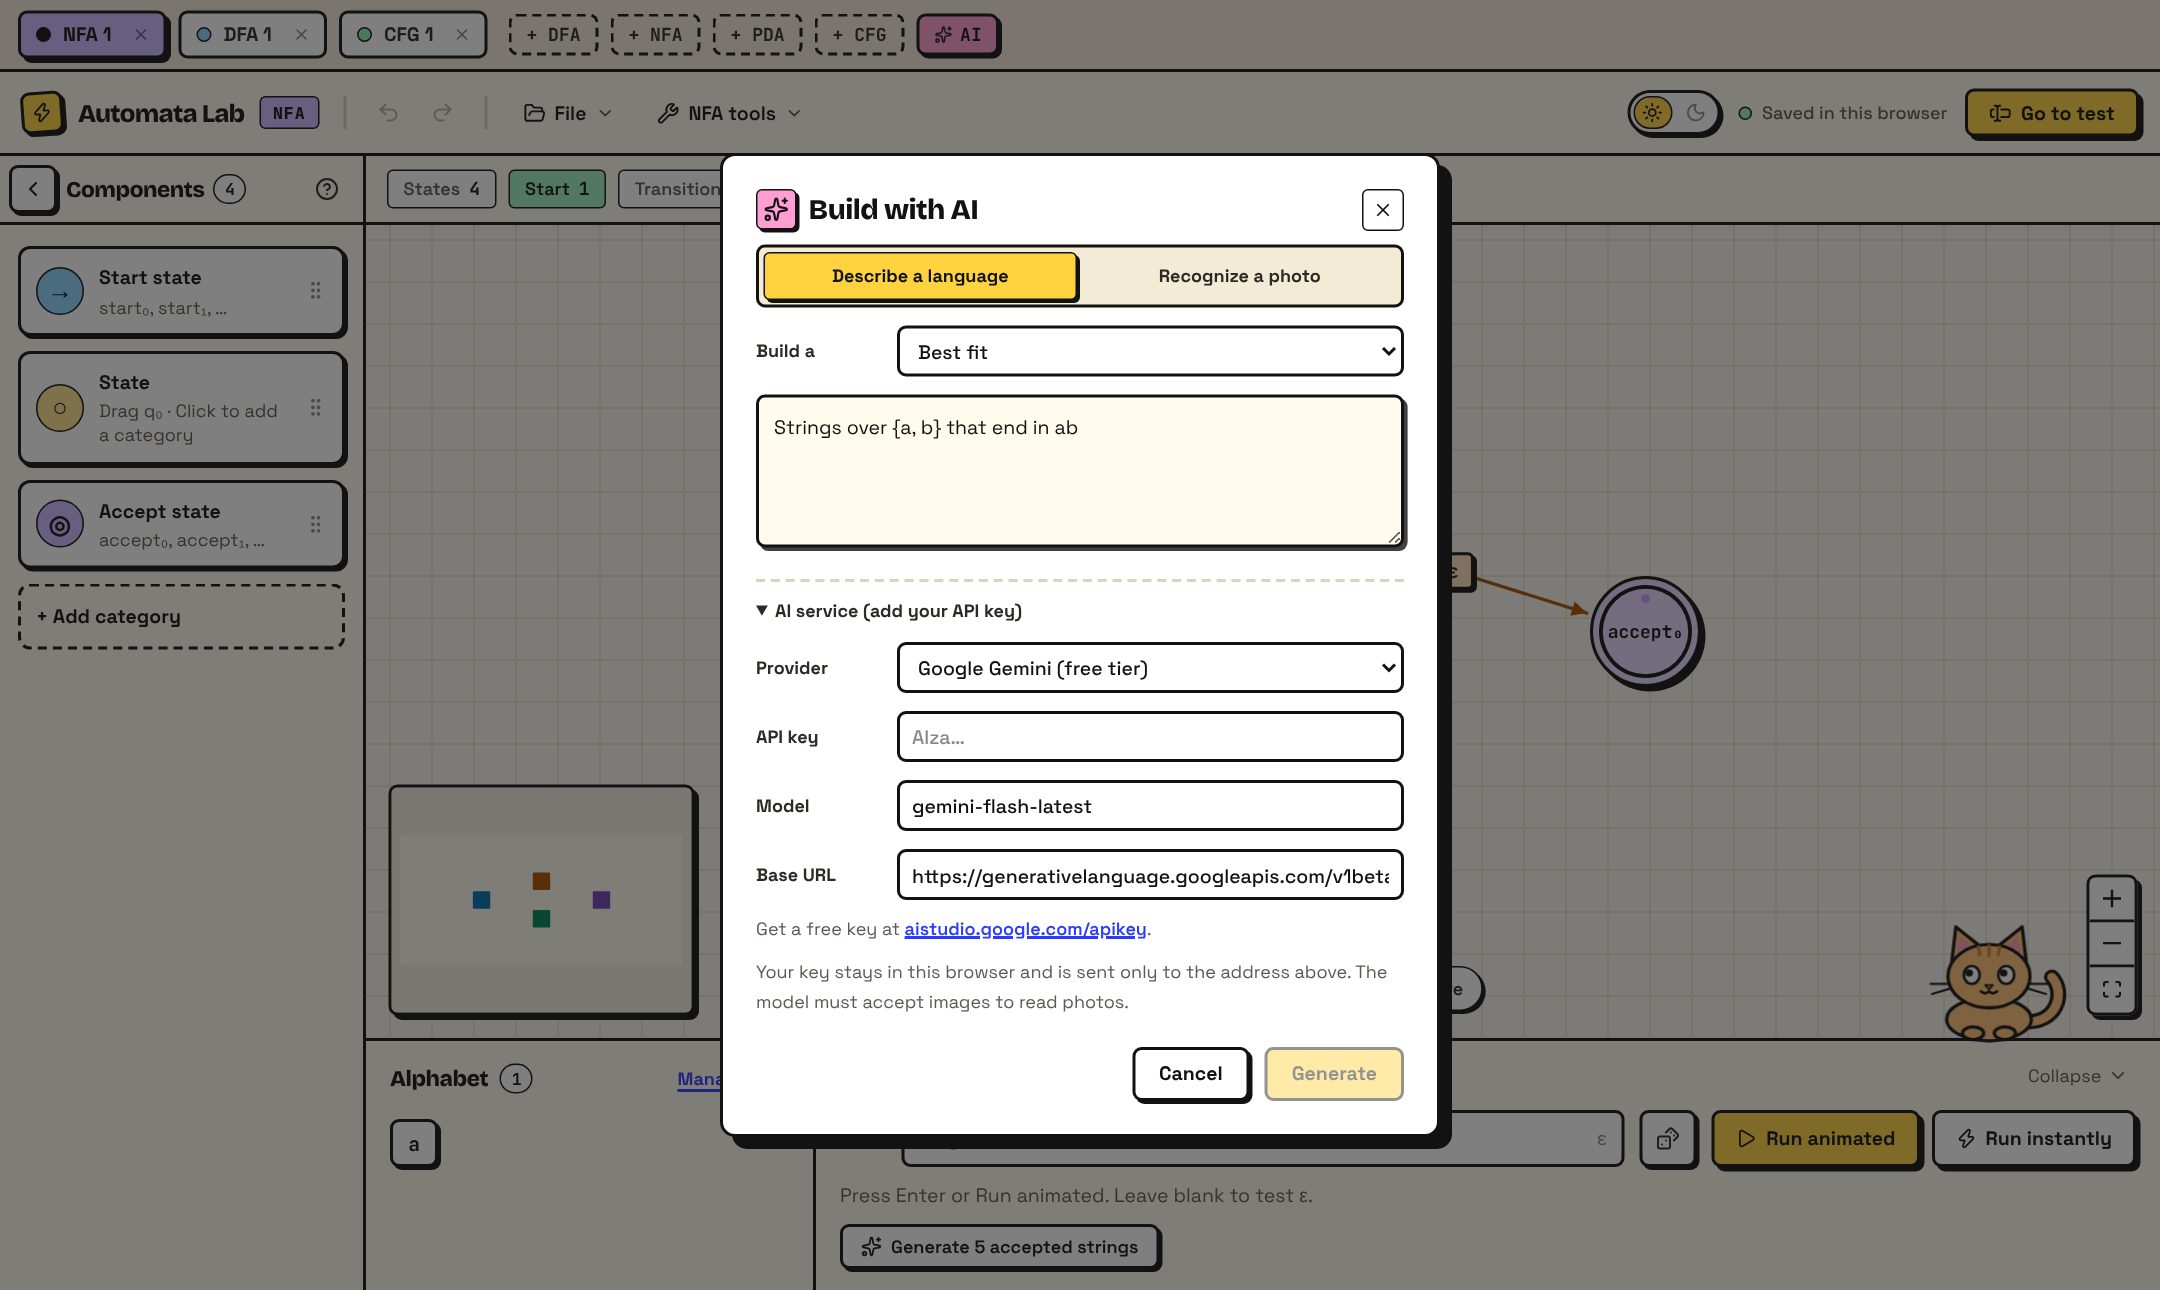 NFA 1
DFA 1
CFG 1
+ DFA
+ NFA
+ PDA
+ CFG
AI
Automata Lab
NFA
File
NFA tools
Saved in this browser
Go to test
Components 4
States 4
Start 1
Transition
Start state
start₀, start₁, ...
State
Drag q₀ · Click to add
a category
Accept state
accept₀, accept₁, ...
+ Add category
Build with AI
Describe a language
Recognize a photo
Build a
Best fit
Strings over {a, b} that end in ab
AI service (add your API key)
Provider
Google Gemini (free tier)
API key
AIza...
Model
gemini-flash-latest
Base URL
https://generativelanguage.googleapis.com/v1beta
Get a free key at aistudio.google.com/apikey.
Your key stays in this browser and is sent only to the address above. The
model must accept images to read photos.
Cancel
Generate
ε
accept₀
Alphabet 1
a
Collapse
ε
Run animated
Run instantly
Press Enter or Run animated. Leave blank to test ε.
Generate 5 accepted strings